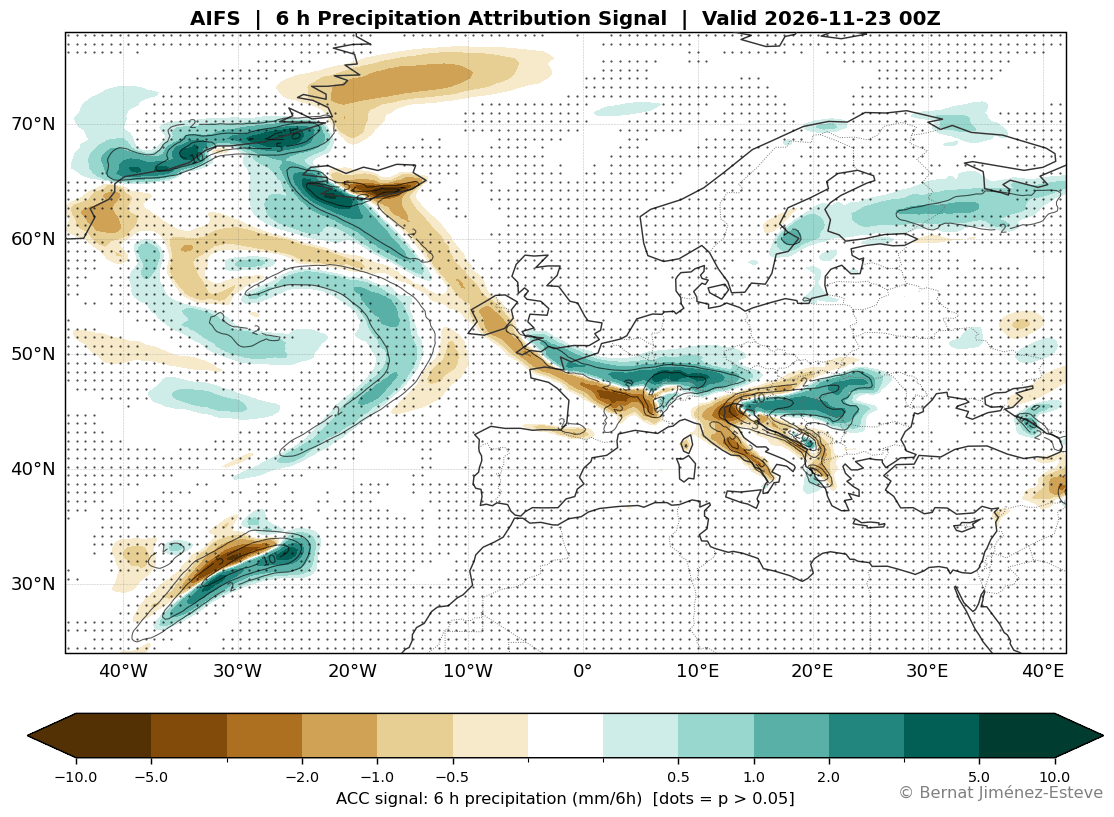 AIFS | 6 h Precipitation Attribution Signal | Valid 2026-11-23 00Z
70°N
60°N
50°N
40°N
30°N
40°W 30°W 20°W 10°W 0° 10°E 20°E 30°E 40°E
−10.0 −5.0 −2.0 −1.0 −0.5 0.5 1.0 2.0 5.0 10.0
ACC signal: 6 h precipitation (mm/6h) [dots = p > 0.05]
© Bernat Jiménez-Esteve